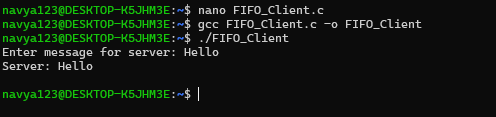 navya123@DESKTOP-K5JHM3E:~$ nano FIFO_Client.c
navya123@DESKTOP-K5JHM3E:~$ gcc FIFO_Client.c -o FIFO_Client
navya123@DESKTOP-K5JHM3E:~$ ./FIFO_Client
Enter message for server: Hello
Server: Hello
navya123@DESKTOP-K5JHM3E:~$